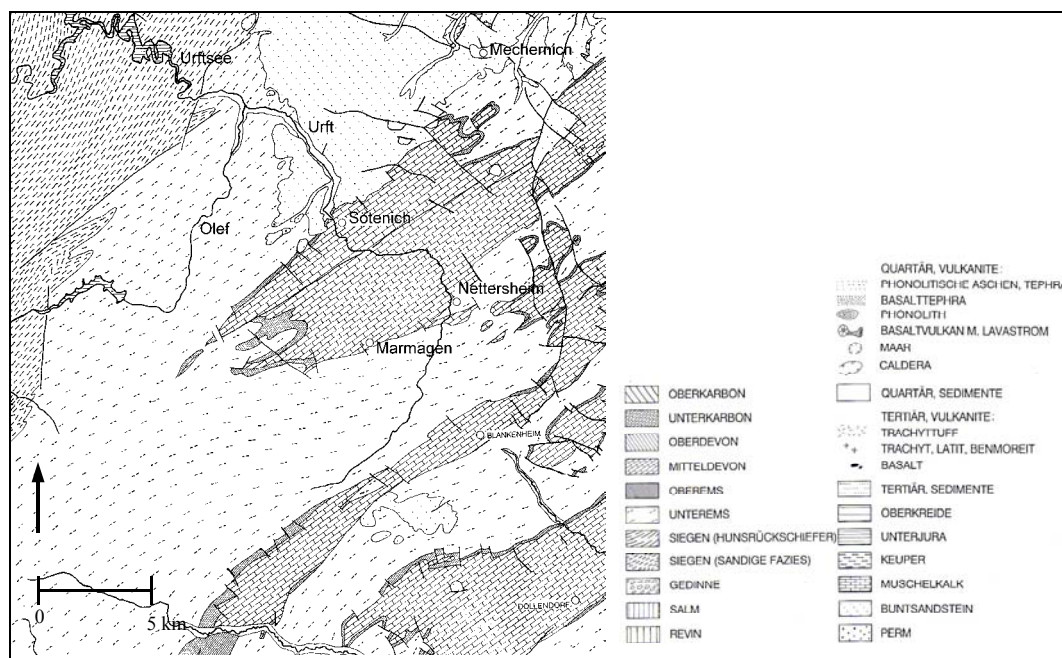 Mechernich
Urftsee
Urft
Sötenich
Olef
Nettersheim
Marmagen
BLANKENHEIM
DOLLENDORF
0
5 km
OBERKARBON
UNTERKARBON
OBERDEVON
MITTELDEVON
OBEREMS
UNTEREMS
SIEGEN (HUNSRÜCKSCHIEFER)
SIEGEN (SANDIGE FAZIES)
GEDINNE
SALM
REVIN
QUARTÄR, VULKANITE:
PHONOLITISCHE ASCHEN, TEPHRA
BASALTTEPHRA
PHONOLITH
BASALTVULKAN M. LAVASTROM
MAAR
CALDERA
QUARTÄR, SEDIMENTE
TERTIÄR, VULKANITE:
TRACHYTTUFF
TRACHYT, LATIT, BENMOREIT
BASALT
TERTIÄR, SEDIMENTE
OBERKREIDE
UNTERJURA
KEUPER
MUSCHELKALK
BUNTSANDSTEIN
PERM